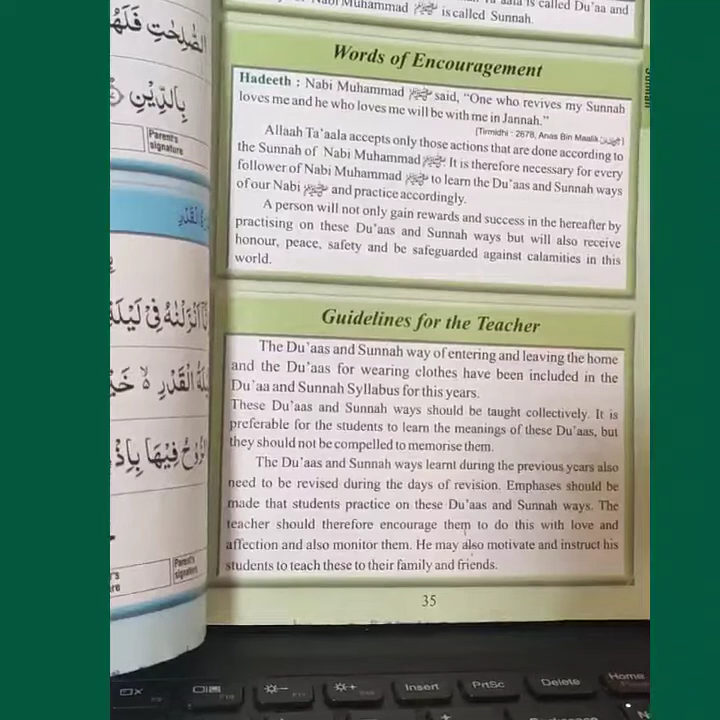 Muhammad ﷺ is called Sunnah.
is called Du'aa and
Words of Encouragement
Hadeeth : Nabi Muhammad ﷺ said, "One who revives my Sunnah
loves me and he who loves me will be with me in Jannah."
[Tirmidhi - 2678, Anas Bin Maalik]
Allaah Ta'aala accepts only those actions that are done according to
the Sunnah of Nabi Muhammad ﷺ. It is therefore necessary for every
follower of Nabi Muhammad ﷺ to learn the Du'aas and Sunnah ways
of our Nabi ﷺ and practice accordingly.
A person will not only gain rewards and success in the hereafter by
practising on these Du'aas and Sunnah ways but will also receive
honour, peace, safety and be safeguarded against calamities in this
world.
Guidelines for the Teacher
The Du'aas and Sunnah way of entering and leaving the home
and the Du'aas for wearing clothes have been included in the
Du'aa and Sunnah Syllabus for this years.
These Du'aas and Sunnah ways should be taught collectively. It is
preferable for the students to learn the meanings of these Du'aas, but
they should not be compelled to memorise them.
The Du'aas and Sunnah ways learnt during the previous years also
need to be revised during the days of revision. Emphases should be
made that students practice on these Du'aas and Sunnah ways. The
teacher should therefore encourage them to do this with love and
affection and also monitor them. He may also motivate and instruct his
students to teach these to their family and friends.
35
الصّٰلِحٰتِ فَلَهُ
بِالدِّيْنِ
Parent's
signature
الْقَدْرِ
اَنْزَلْنٰهُ فِيْ لَيْلَةِ
لَيْلَةُ الْقَدْرِ ۙ خَيْ
الرُّوْحُ فِيْهَا بِاِذْ
Parent's
signature
Insert
PrtSc
Delete
Home